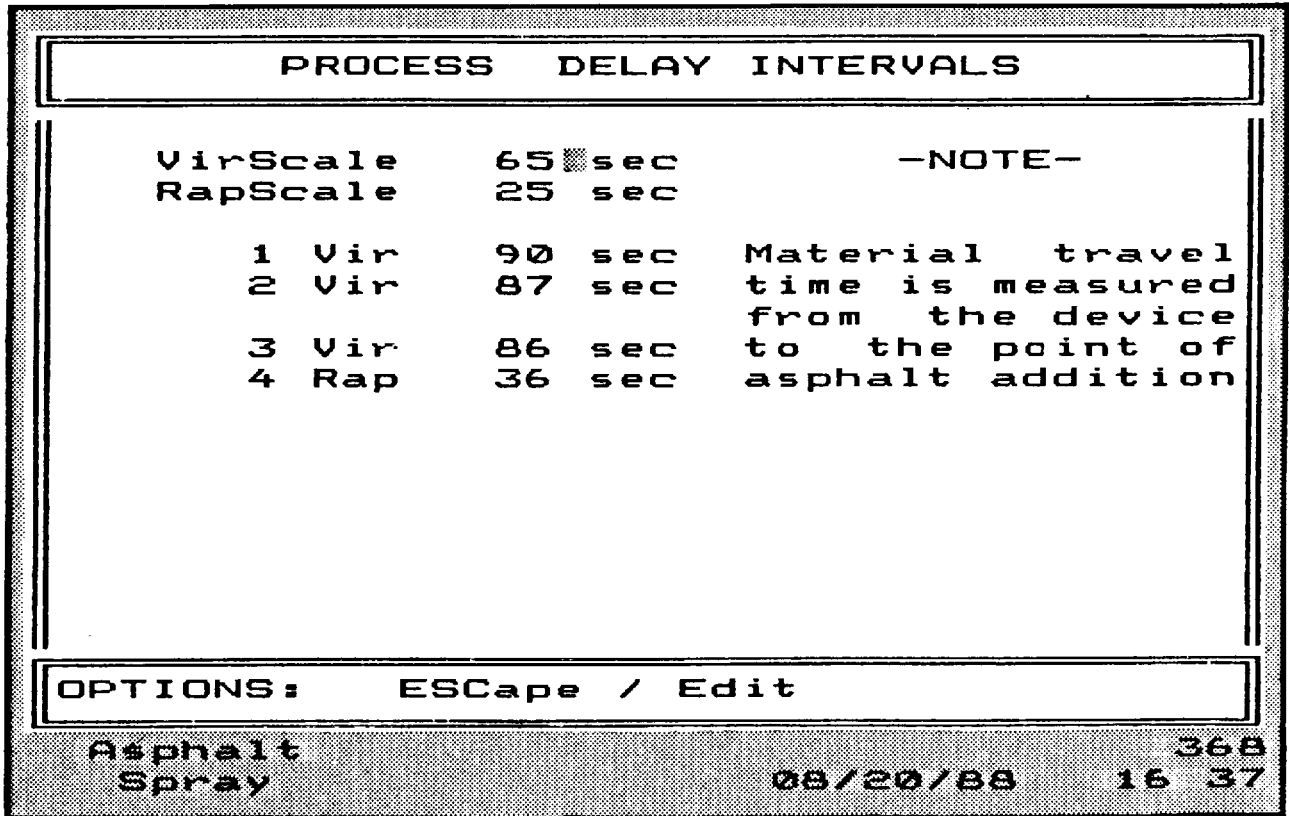 PROCESS DELAY INTERVALS
VirScale 65 sec -NOTE-
RapScale 25 sec
1 Vir 90 sec Material travel
2 Vir 87 sec time is measured
from the device
3 Vir 86 sec to the point of
4 Rap 36 sec asphalt addition
OPTIONS: ESCape / Edit
Asphalt 368
Spray 08/20/88 16 37